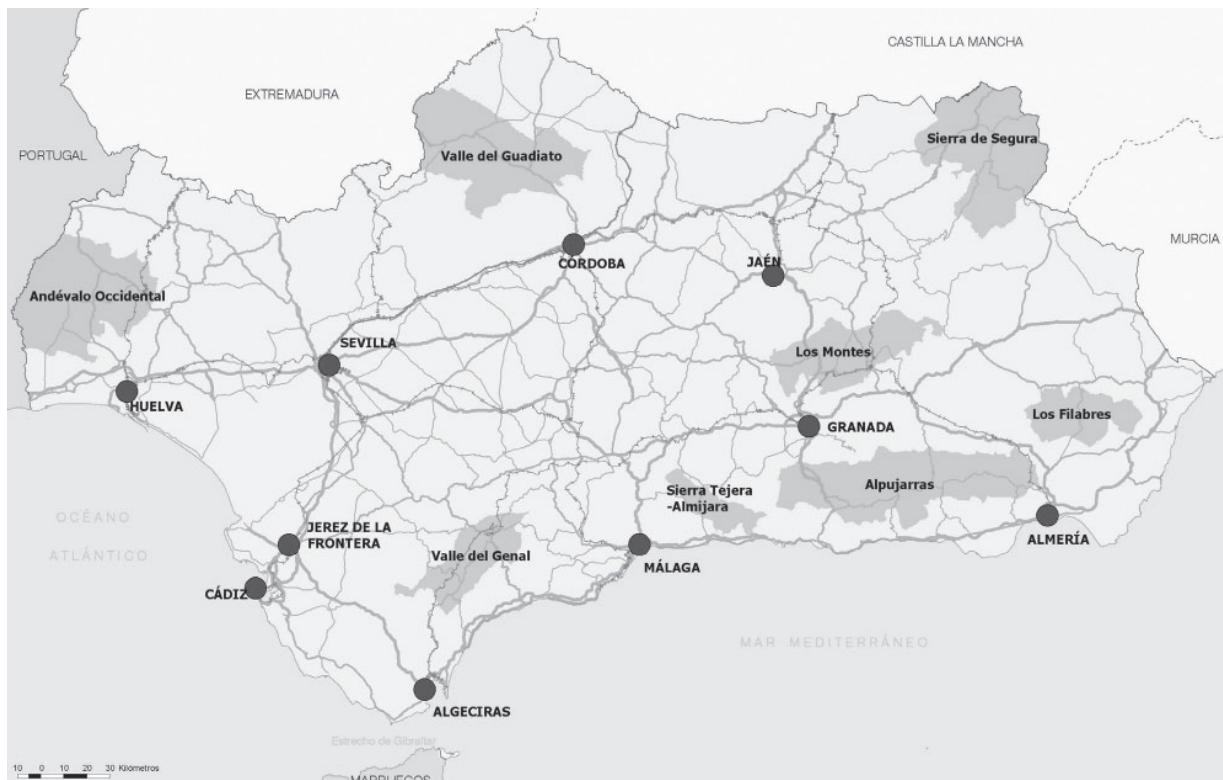 CASTILLA LA MANCHA
EXTREMADURA
Sierra de Segura
PORTUGAL
Valle del Guadiato
MURCIA
CÓRDOBA
JAÉN
Andévalo Occidental
SEVILLA
Los Montes
HUELVA
Los Filabres
GRANADA
Alpujarras
Sierra Tejera
-Almijara
OCÉANO
ATLÁNTICO
ALMERÍA
JEREZ DE LA
FRONTERA
Valle del Genal
MÁLAGA
CÁDIZ
MAR MEDITERRÁNEO
ALGECIRAS
Estrecho de Gibraltar
10 0 10 20 30 Kilómetros
MARRUECOS